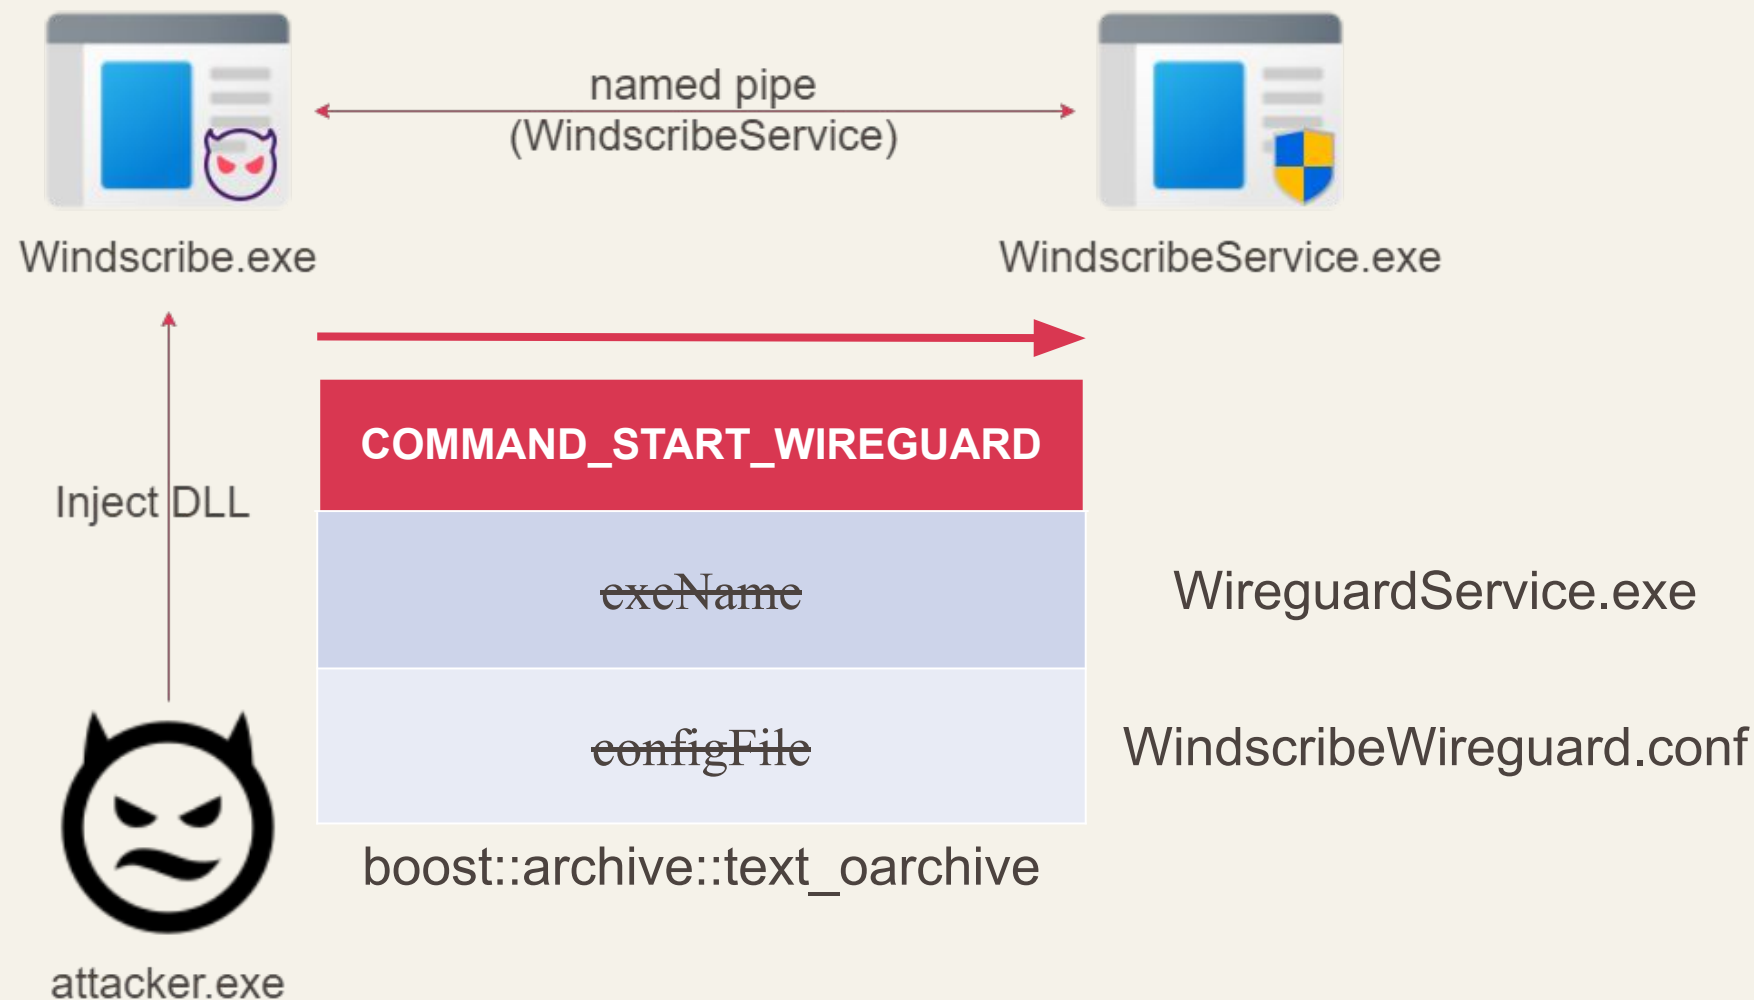 named pipe
(WindscribeService)
Windscribe.exe
WindscribeService.exe
COMMAND_START_WIREGUARD
Inject DLL
exeName
WireguardService.exe
configFile
WindscribeWireguard.conf
boost::archive::text_oarchive
attacker.exe